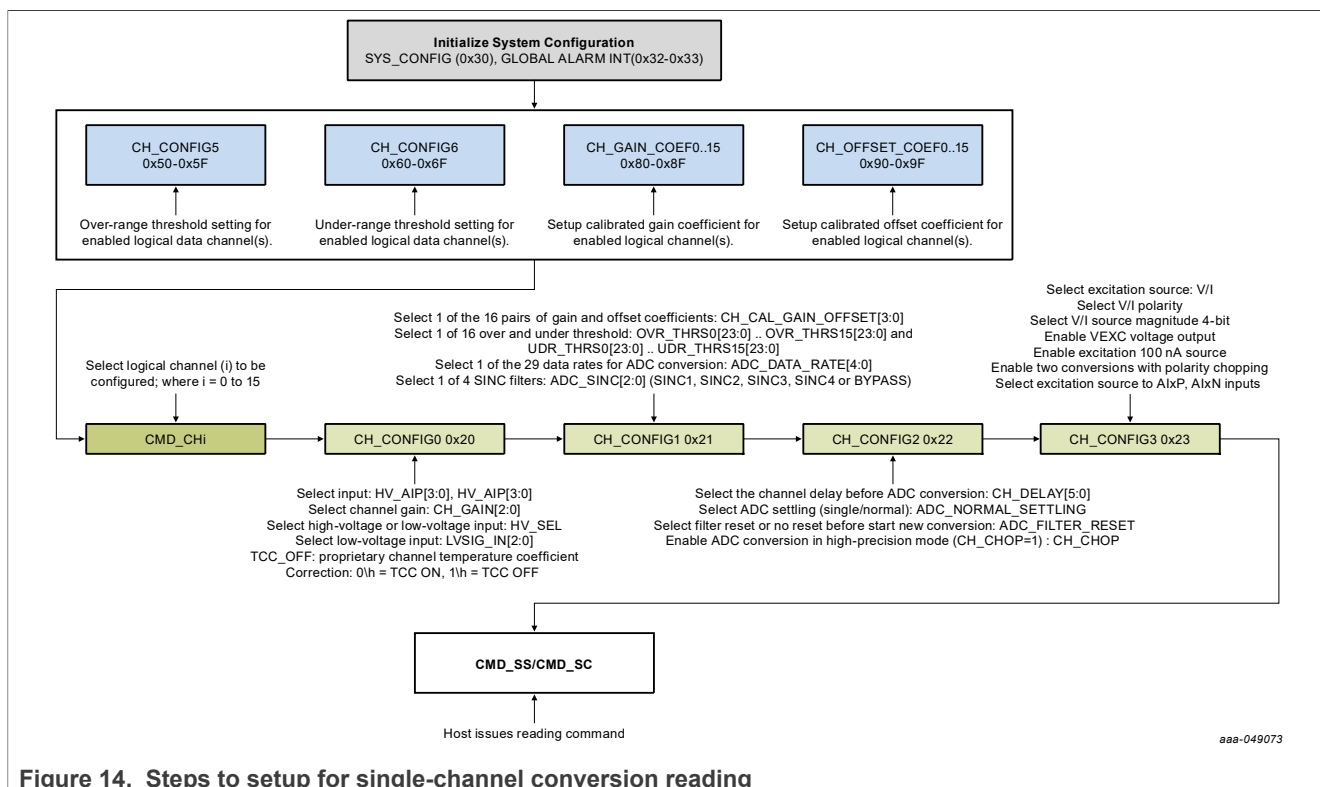 Initialize System Configuration
SYS_CONFIG (0x30), GLOBAL ALARM INT(0x32-0x33)
CH_CONFIG5
0x50-0x5F
CH_CONFIG6
0x60-0x6F
CH_GAIN_COEF0..15
0x80-0x8F
CH_OFFSET_COEF0..15
0x90-0x9F
Over-range threshold setting for
enabled logical data channel(s).
Under-range threshold setting for
enabled logical data channel(s).
Setup calibrated gain coefficient for
enabled logical channel(s).
Setup calibrated offset coefficient for
enabled logical channel(s).
Select logical channel (i) to be
configured; where i = 0 to 15
Select 1 of the 16 pairs of gain and offset coefficients: CH_CAL_GAIN_OFFSET[3:0]
Select 1 of 16 over and under threshold: OVR_THRS0[23:0] .. OVR_THRS15[23:0] and
UDR_THRS0[23:0] .. UDR_THRS15[23:0]
Select 1 of the 29 data rates for ADC conversion: ADC_DATA_RATE[4:0]
Select 1 of 4 SINC filters: ADC_SINC[2:0] (SINC1, SINC2, SINC3, SINC4 or BYPASS)
Select excitation source: V/I
Select V/I polarity
Select V/I source magnitude 4-bit
Enable VEXC voltage output
Enable excitation 100 nA source
Enable two conversions with polarity chopping
Select excitation source to AIxP, AIxN inputs
CMD_CHi
CH_CONFIG0 0x20
CH_CONFIG1 0x21
CH_CONFIG2 0x22
CH_CONFIG3 0x23
Select input: HV_AIP[3:0], HV_AIP[3:0]
Select channel gain: CH_GAIN[2:0]
Select high-voltage or low-voltage input: HV_SEL
Select low-voltage input: LVSIG_IN[2:0]
TCC_OFF: proprietary channel temperature coefficient
Correction: 0\h = TCC ON, 1\h = TCC OFF
Select the channel delay before ADC conversion: CH_DELAY[5:0]
Select ADC settling (single/normal): ADC_NORMAL_SETTLING
Select filter reset or no reset before start new conversion: ADC_FILTER_RESET
Enable ADC conversion in high-precision mode (CH_CHOP=1) : CH_CHOP
CMD_SS/CMD_SC
Host issues reading command
aaa-049073
Figure 14. Steps to setup for single-channel conversion reading